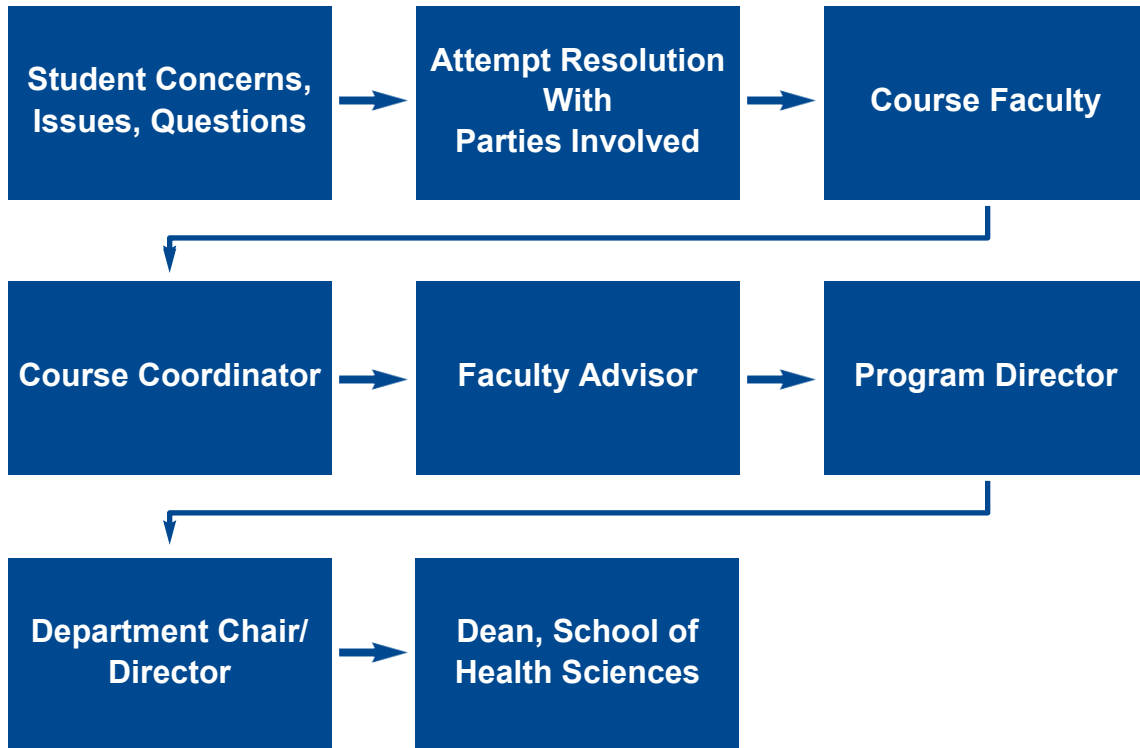 Student Concerns,
Issues, Questions
Attempt Resolution
With
Parties Involved
Course Faculty
Course Coordinator
Faculty Advisor
Program Director
Department Chair/
Director
Dean, School of
Health Sciences